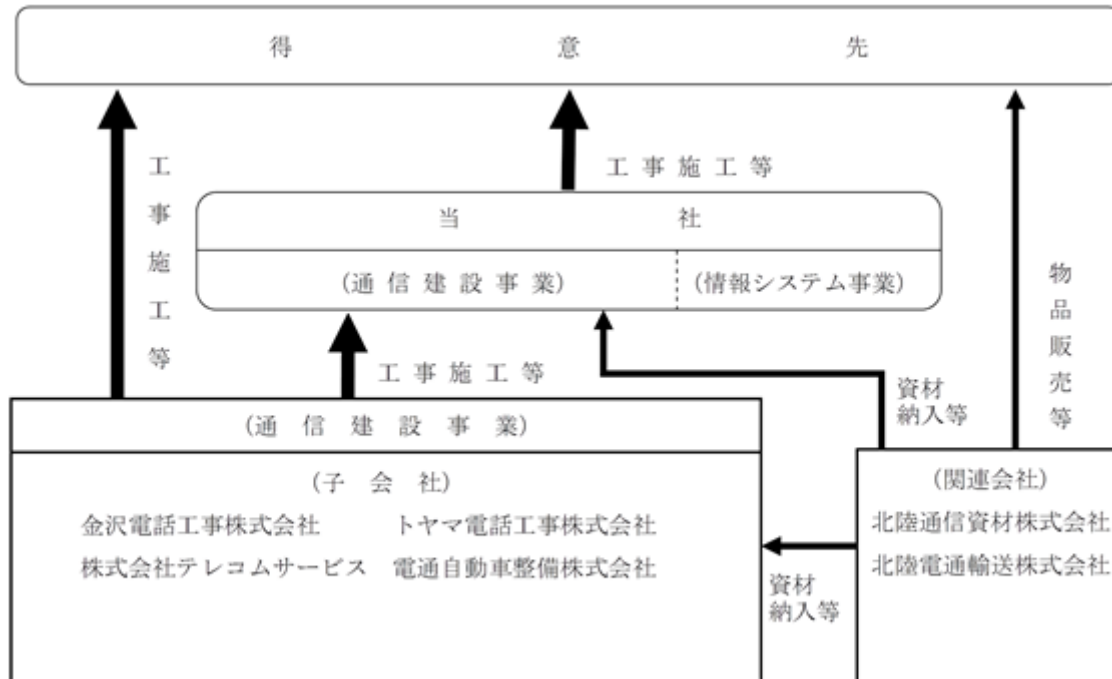 得意先
工事施工等
工事施工等
当社
(通信建設事業)
(情報システム事業)
物品販売等
工事施工等
資材
納入等
(通信建設事業)
(子会社)
金沢電話工事株式会社
トヤマ電話工事株式会社
株式会社テレコムサービス
電通自動車整備株式会社
資材
納入等
(関連会社)
北陸通信資材株式会社
北陸電通輸送株式会社